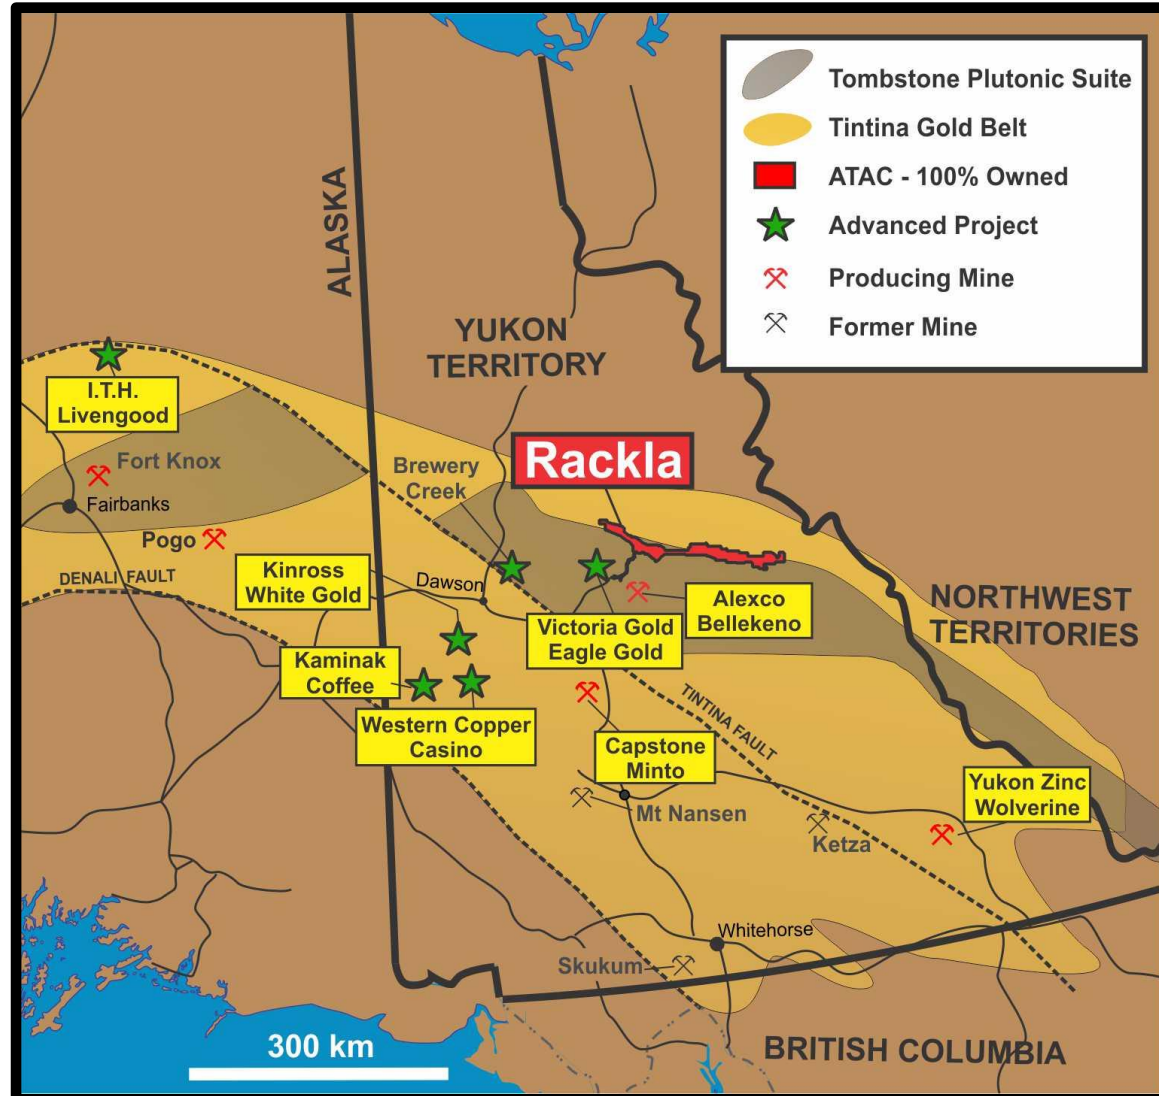 Tombstone Plutonic Suite
Tintina Gold Belt
ATAC - 100% Owned
Advanced Project
Producing Mine
Former Mine
ALASKA
YUKON
TERRITORY
I.T.H.
Livengood
Fort Knox
Fairbanks
Pogo
DENALI FAULT
Brewery
Creek
Rackla
Kinross
White Gold
Dawson
Victoria Gold
Eagle Gold
Alexco
Bellekeno
NORTHWEST
TERRITORIES
Kaminak
Coffee
Western Copper
Casino
TINTINA FAULT
Capstone
Minto
Mt Nansen
Yukon Zinc
Wolverine
Ketza
Whitehorse
Skukum
300 km
BRITISH COLUMBIA